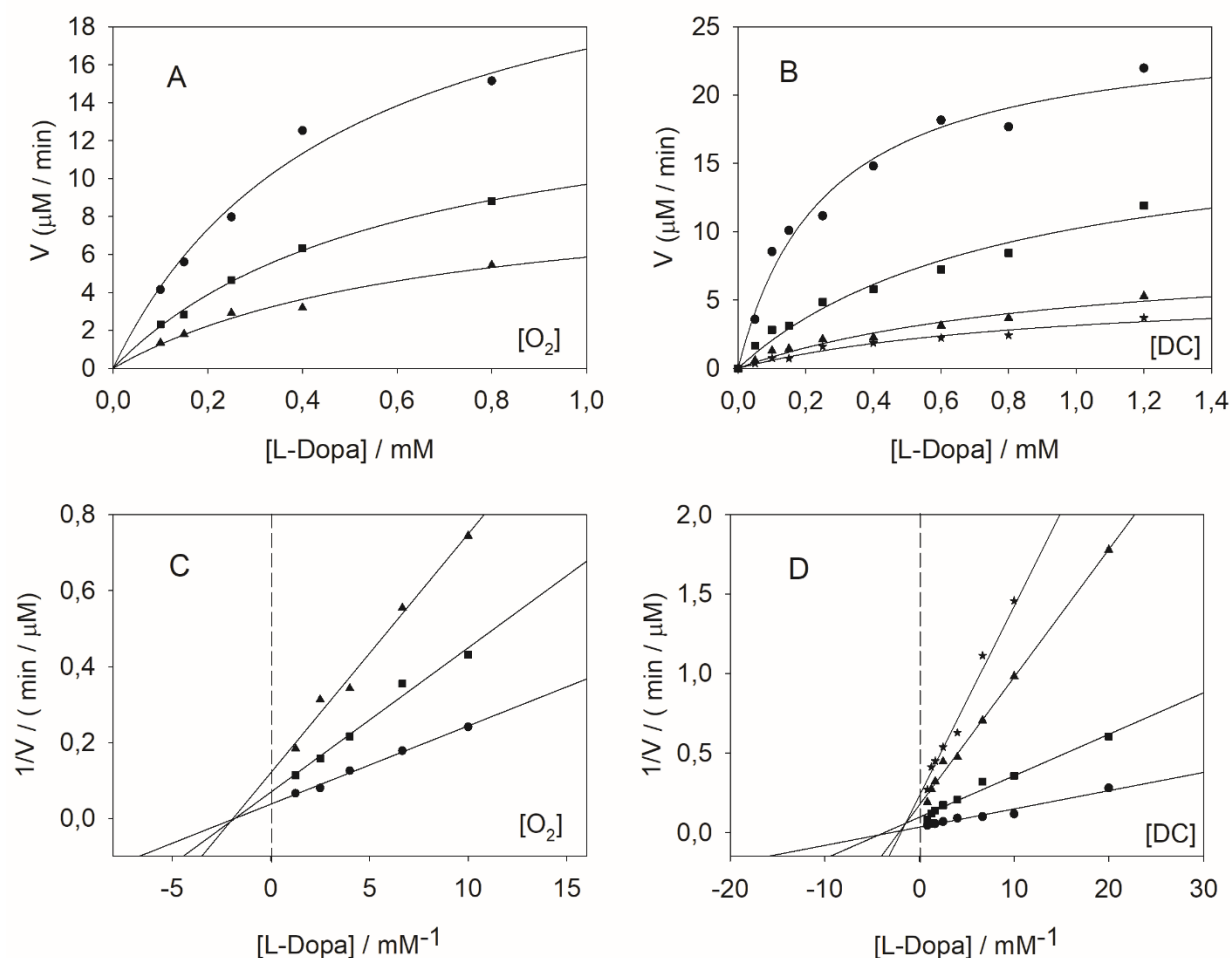 A
V (μM / min)
18
16
14
12
10
8
6
4
2
0
0,0 0,2 0,4 0,6 0,8 1,0
[O2]
[L-Dopa] / mM
B
V (μM / min)
25
20
15
10
5
0
0,0 0,2 0,4 0,6 0,8 1,0 1,2 1,4
[DC]
[L-Dopa] / mM
C
1/V / ( min / μM)
0,8
0,6
0,4
0,2
0,0
-5 0 5 10 15
[O2]
[L-Dopa] / mM-1
D
1/V / ( min / μM)
2,0
1,5
1,0
0,5
0,0
-20 -10 0 10 20 30
[DC]
[L-Dopa] / mM-1